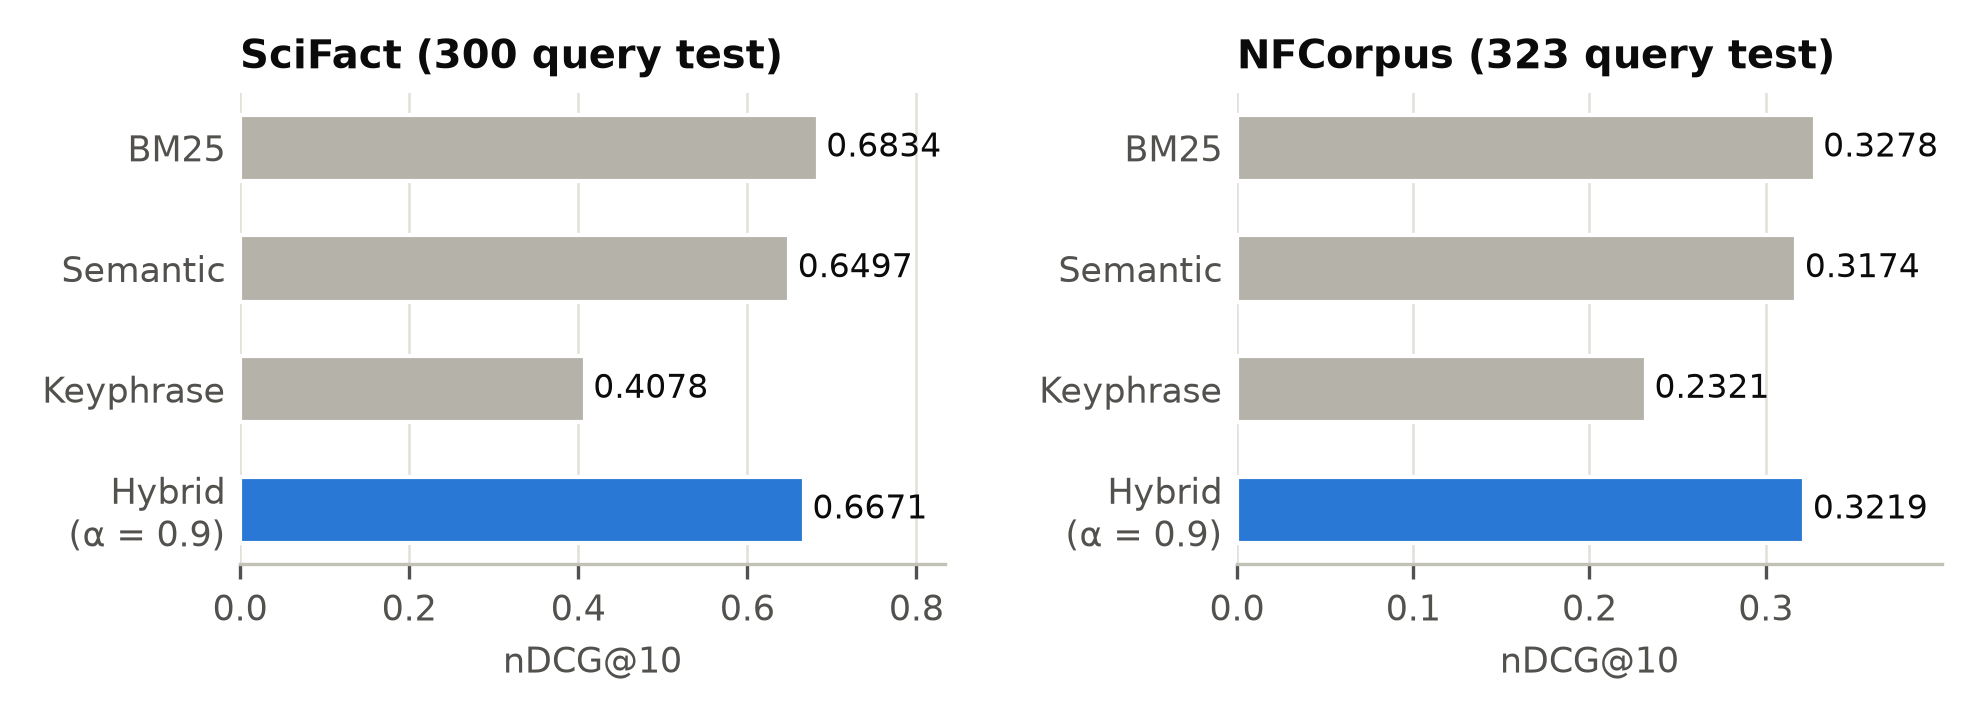 SciFact (300 query test)
BM25
0.6834
Semantic
0.6497
Keyphrase
0.4078
Hybrid
(α = 0.9)
0.6671
0.0 0.2 0.4 0.6 0.8
nDCG@10
NFCorpus (323 query test)
BM25
0.3278
Semantic
0.3174
Keyphrase
0.2321
Hybrid
(α = 0.9)
0.3219
0.0 0.1 0.2 0.3
nDCG@10